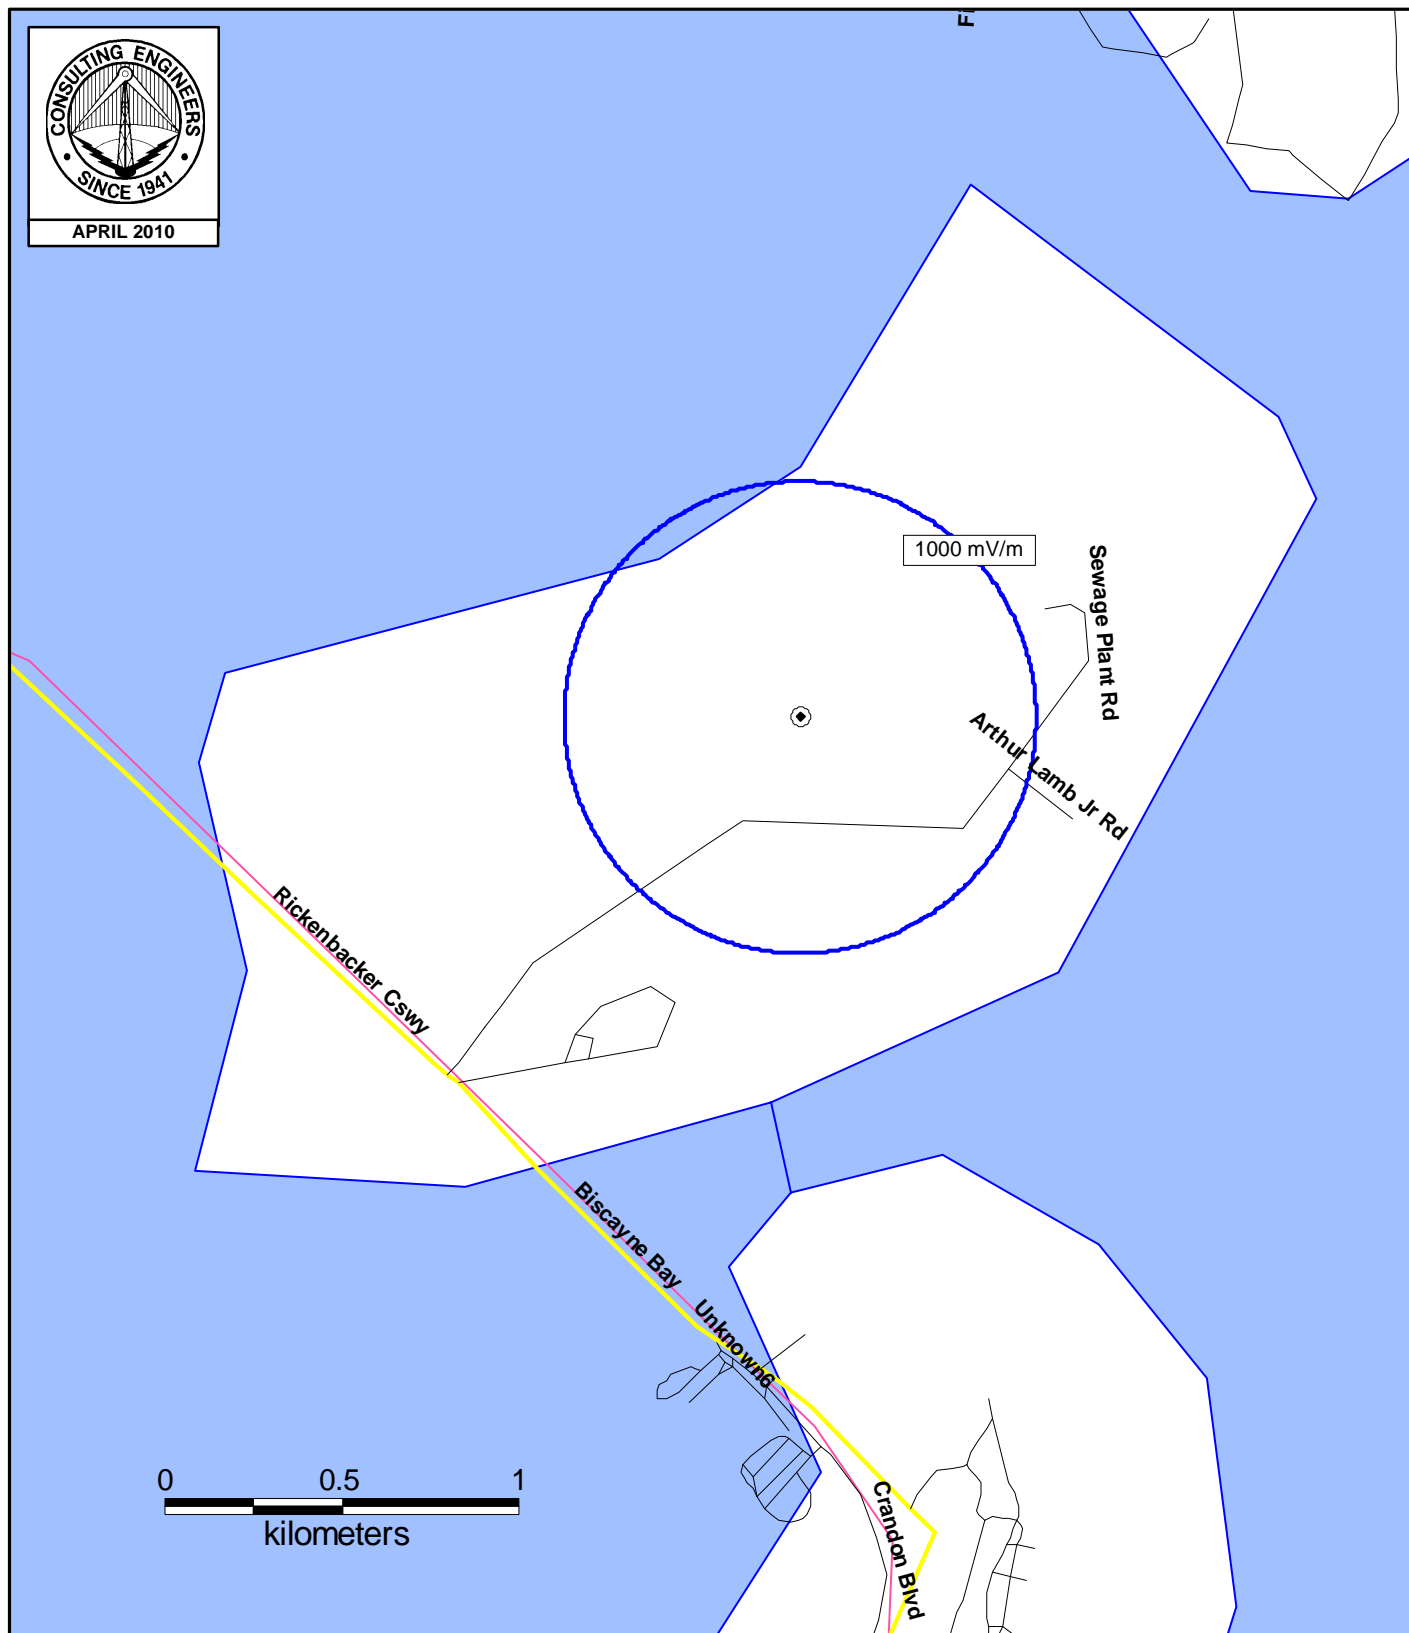 CONSULTING ENGINEERS
• SINCE 1941 •
APRIL 2010
Fi
1000 mV/m
Sewage Plant Rd
Arthur Lamb Jr Rd
Rickenbacker Cswy
Biscayne Bay
Unknown6
Crandon Blvd
0 0.5 1
kilometers